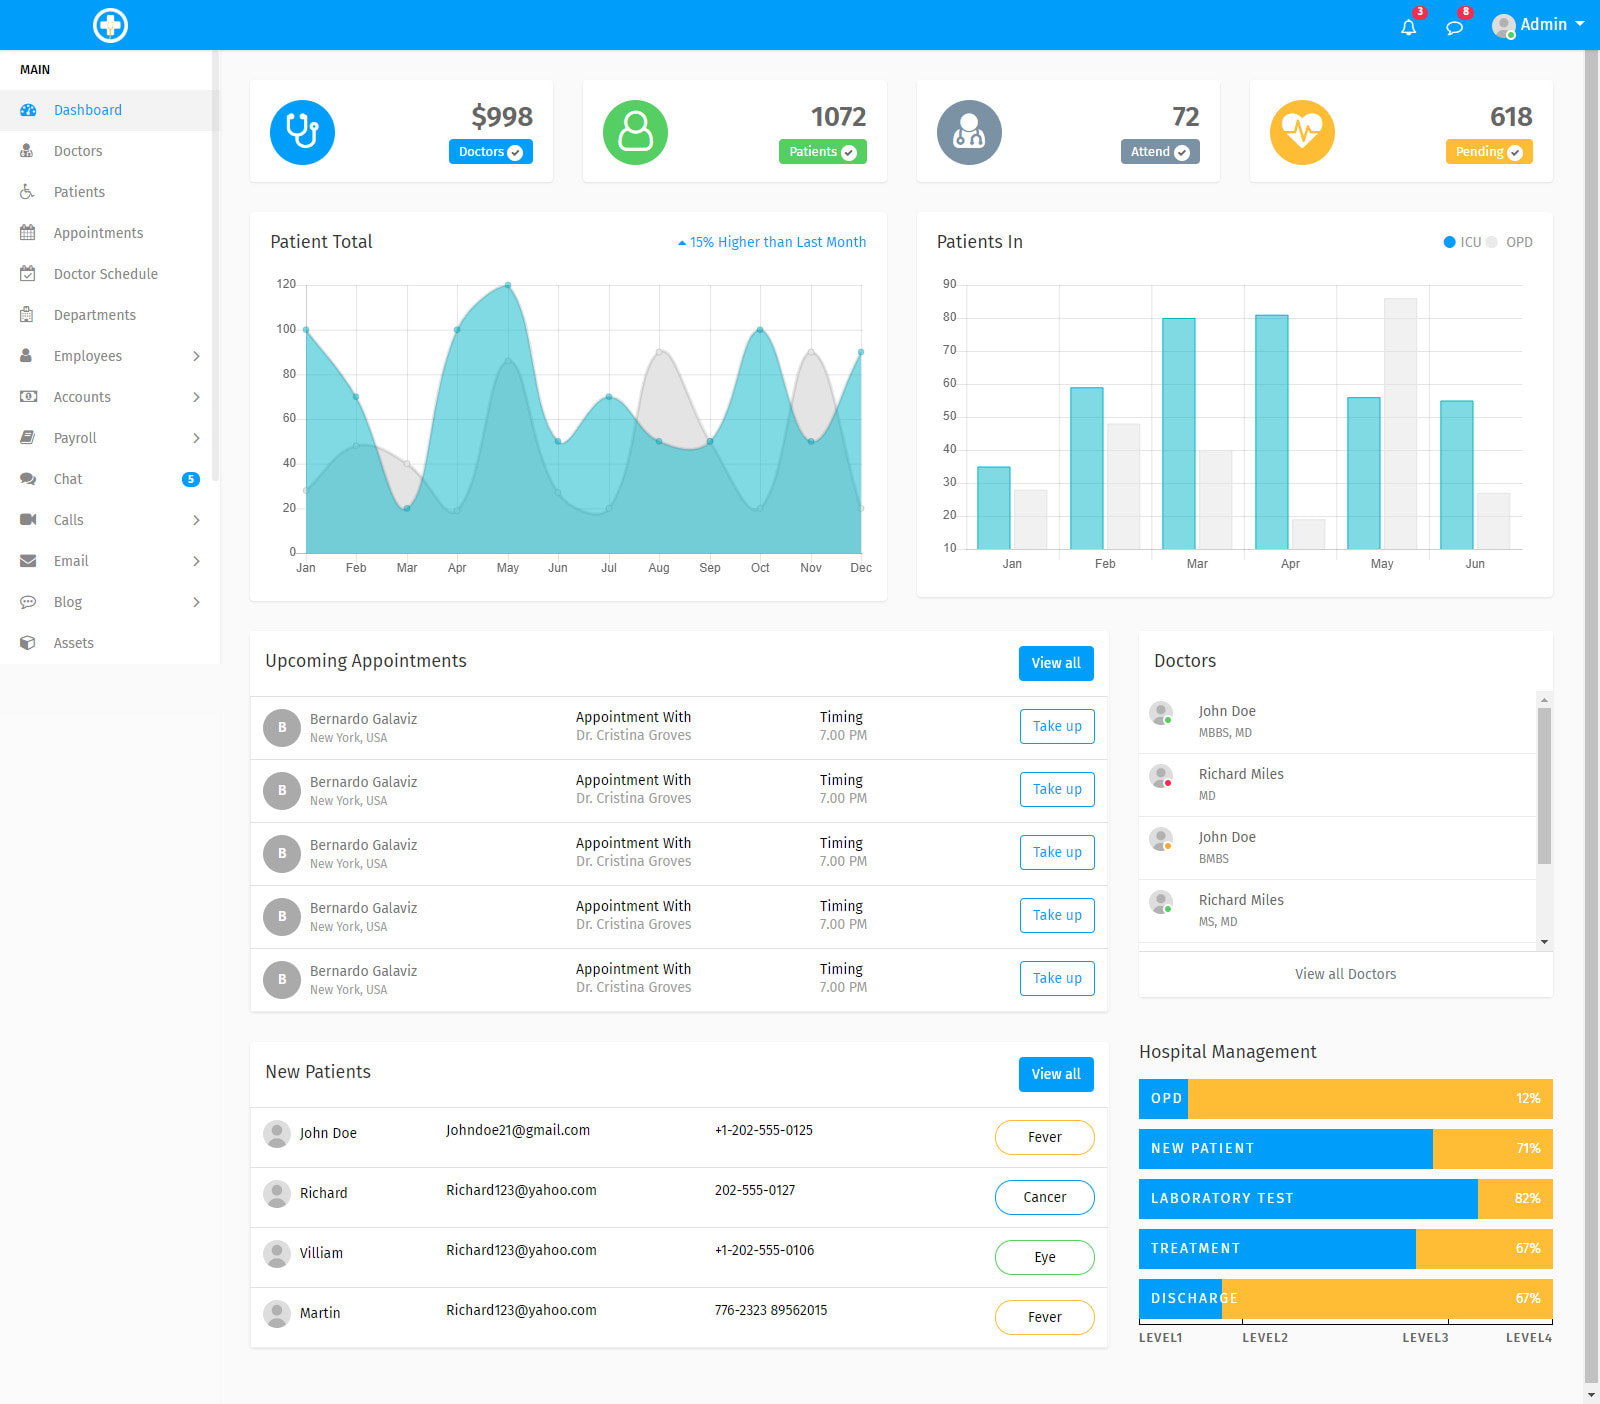 3
8
Admin
MAIN
Dashboard
Doctors
Patients
Appointments
Doctor Schedule
Departments
Employees
Accounts
Payroll
Chat 5
Calls
Email
Blog
Assets
$998
Doctors
1072
Patients
72
Attend
618
Pending
Patient Total
15% Higher than Last Month
120
100
80
60
40
20
0
Jan Feb Mar Apr May Jun Jul Aug Sep Oct Nov Dec
Patients In
ICU OPD
90
80
70
60
50
40
30
20
10
Jan Feb Mar Apr May Jun
Upcoming Appointments
View all
B Bernardo Galaviz Appointment With Timing Take up
New York, USA Dr. Cristina Groves 7.00 PM
B Bernardo Galaviz Appointment With Timing Take up
New York, USA Dr. Cristina Groves 7.00 PM
B Bernardo Galaviz Appointment With Timing Take up
New York, USA Dr. Cristina Groves 7.00 PM
B Bernardo Galaviz Appointment With Timing Take up
New York, USA Dr. Cristina Groves 7.00 PM
B Bernardo Galaviz Appointment With Timing Take up
New York, USA Dr. Cristina Groves 7.00 PM
Doctors
John Doe
MBBS, MD
Richard Miles
MD
John Doe
BMBS
Richard Miles
MS, MD
View all Doctors
New Patients
View all
John Doe Johndoe21@gmail.com +1-202-555-0125 Fever
Richard Richard123@yahoo.com 202-555-0127 Cancer
Villiam Richard123@yahoo.com +1-202-555-0106 Eye
Martin Richard123@yahoo.com 776-2323 89562015 Fever
Hospital Management
OPD 12%
NEW PATIENT 71%
LABORATORY TEST 82%
TREATMENT 67%
DISCHARGE 67%
LEVEL1 LEVEL2 LEVEL3 LEVEL4